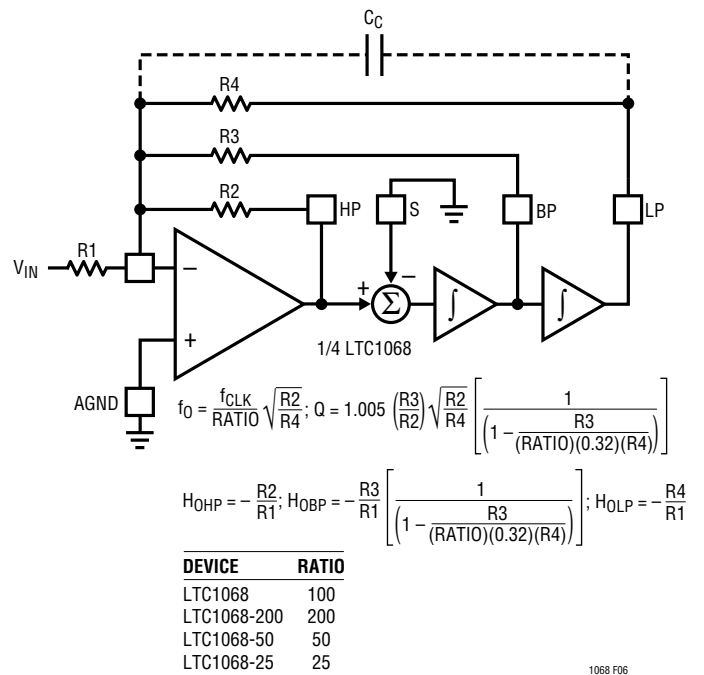 C_C
R4
R3
R2
HP
S
BP
LP
R1
V_IN
−
+
−
+
Σ
∫
∫
1/4 LTC1068
AGND
f_O = f_CLK/RATIO √(R2/R4); Q = 1.005 (R3/R2) √(R2/R4) [1/(1 − R3/((RATIO)(0.32)(R4)))]
H_OHP = − R2/R1; H_OBP = − R3/R1 [1/(1 − R3/((RATIO)(0.32)(R4)))]; H_OLP = − R4/R1
DEVICE RATIO
LTC1068 100
LTC1068-200 200
LTC1068-50 50
LTC1068-25 25
1068 F06